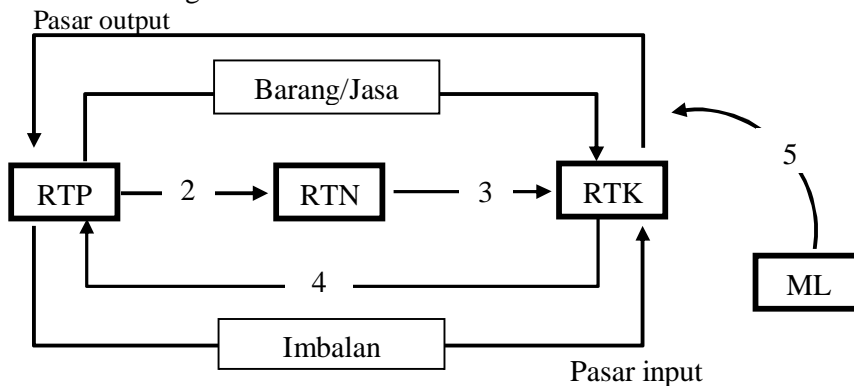 Pasar output
Barang/Jasa
RTP
2
RTN
3
RTK
5
4
ML
Imbalan
Pasar input